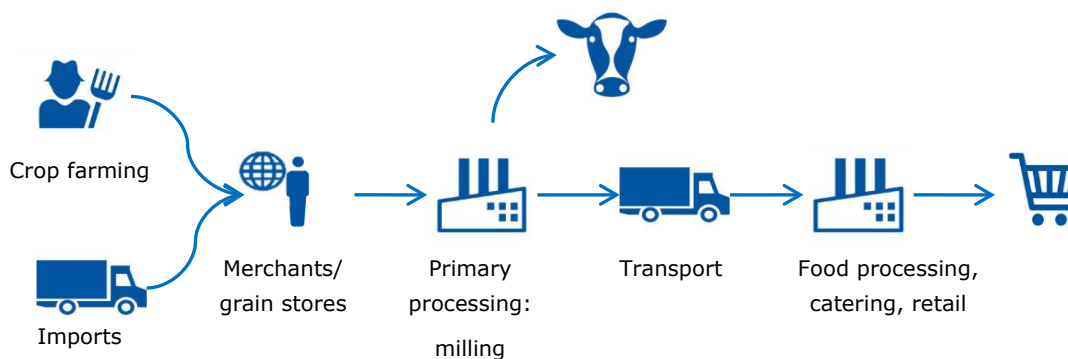 Crop farming
Imports
Merchants/
grain stores
Primary
processing:
milling
Transport
Food processing,
catering, retail